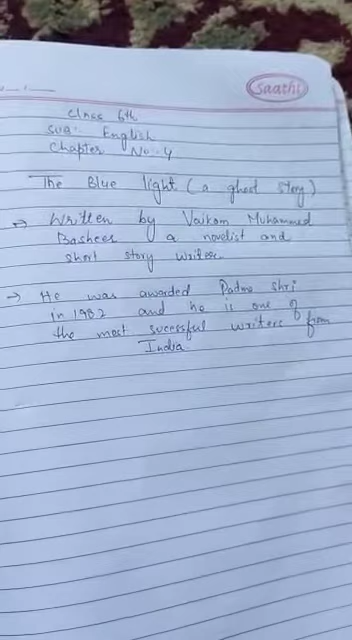 Saathi
Class 6th
Sub: English
Chapter No. 4
The Blue light (a ghost story)
→ Written by Vaikom Muhammed
Basheer a novelist and
short story writer
→ He was awarded Padma Shri
in 1982 and he is one of
the most sucessful writers from
India